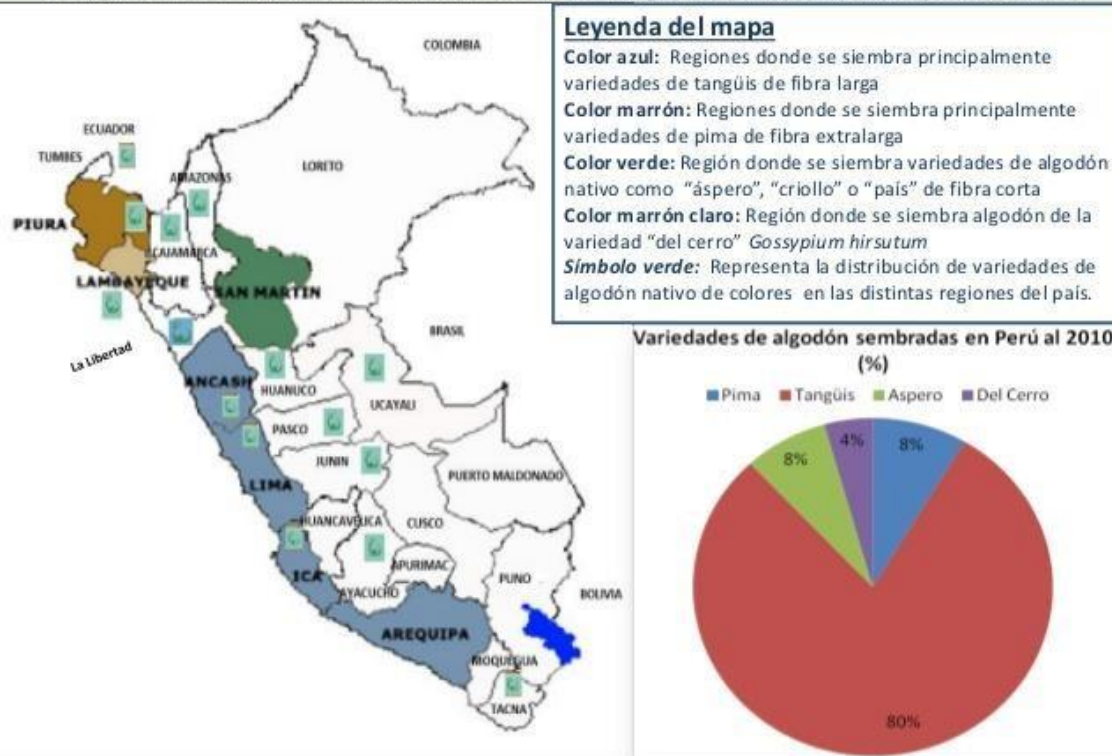 Leyenda del mapa
Color azul: Regiones donde se siembra principalmente
variedades de tangüis de fibra larga
Color marrón: Regiones donde se siembra principalmente
variedades de pima de fibra extralarga
Color verde: Región donde se siembra variedades de algodón
nativo como "áspero", "criollo" o "país" de fibra corta
Color marrón claro: Región donde se siembra algodón de la
variedad "del cerro" Gossypium hirsutum
Símbolo verde: Representa la distribución de variedades de
algodón nativo de colores en las distintas regiones del país.
COLOMBIA
ECUADOR
TUMBES
LORETO
AMAZONAS
PIURA
CAJAMARCA
LAMBAYEQUE
SAN MARTIN
BRASIL
La Libertad
ANCASH
HUANUCO
UCAYALI
PASCO
JUNIN
PUERTO MALDONADO
LIMA
HUANCAVELICA
CUSCO
ICA
APURIMAC
AYACUCHO
PUNO
BOLIVIA
AREQUIPA
MOQUEGUA
TACNA
Variedades de algodón sembradas en Perú al 2010
(%)
Pima Tangüis Aspero Del Cerro
4%
8%
8%
80%